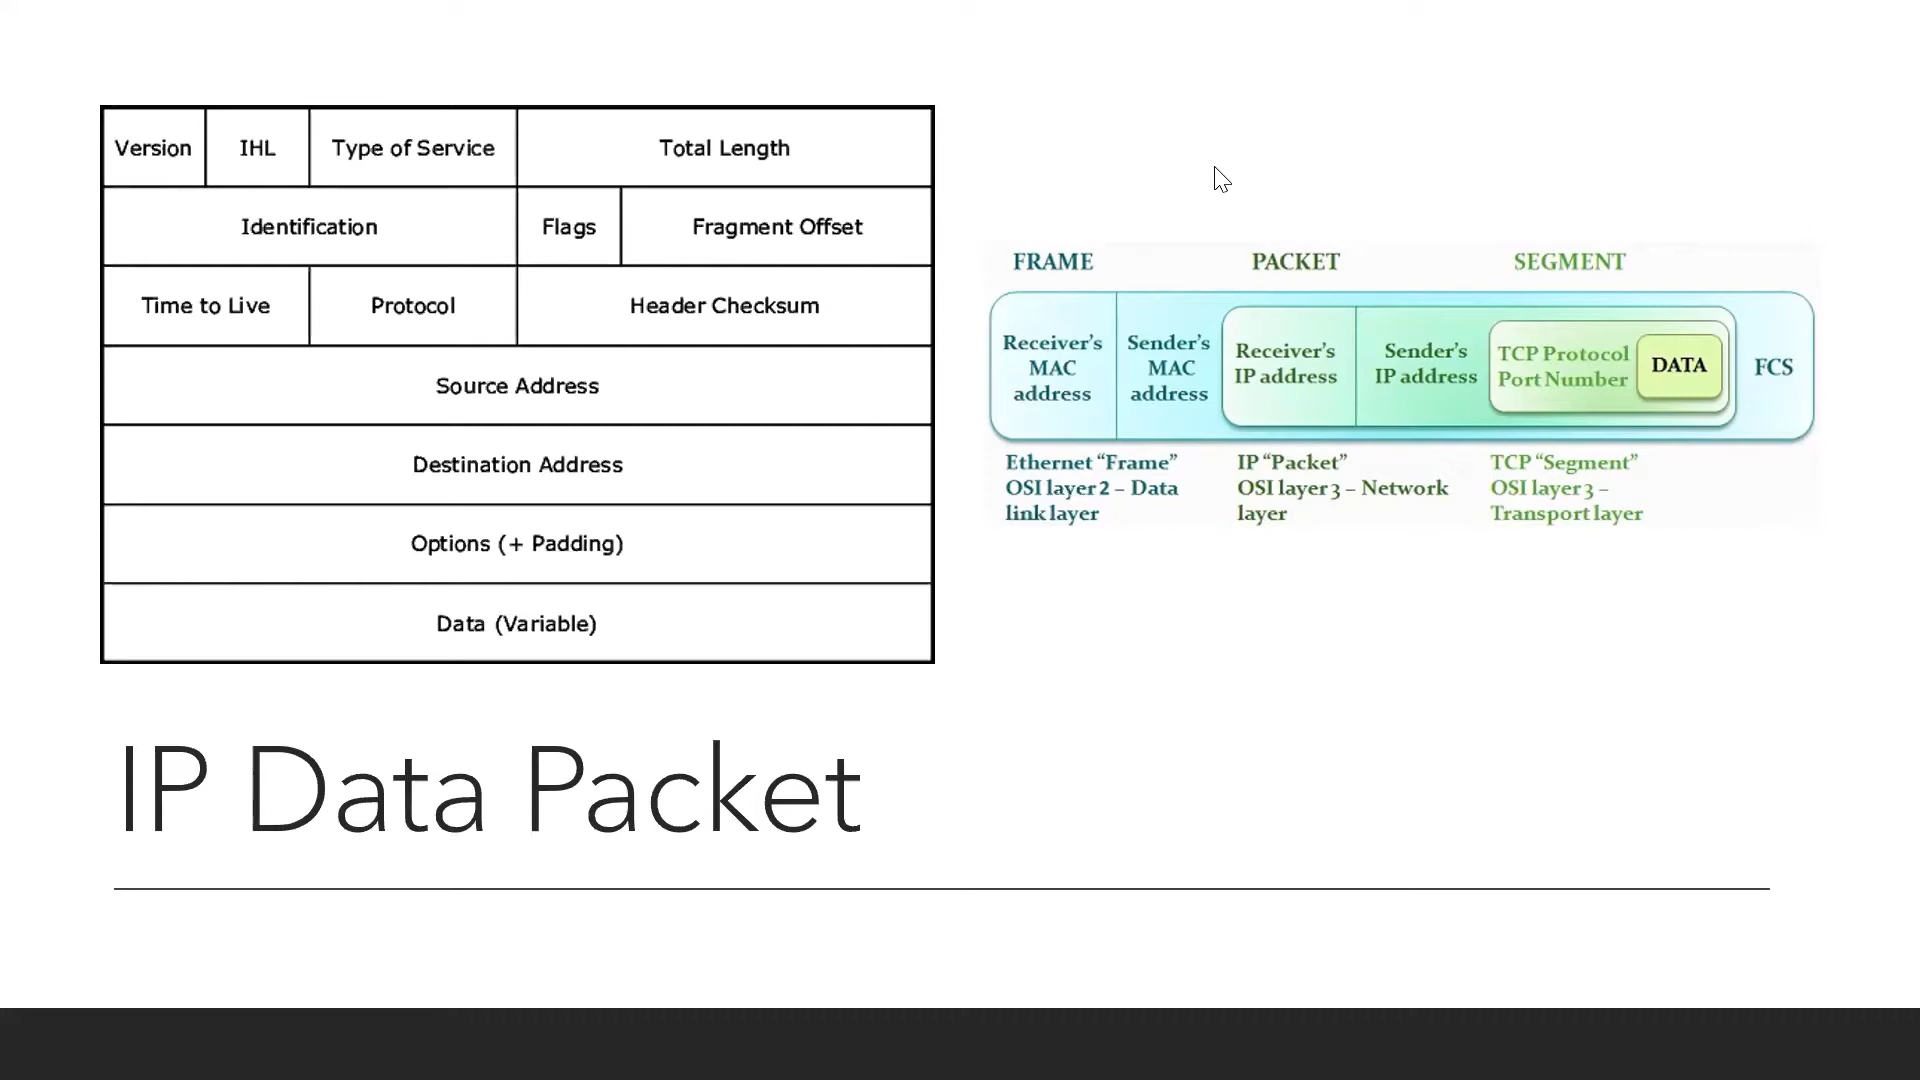 Version IHL Type of Service Total Length
Identification Flags Fragment Offset
Time to Live Protocol Header Checksum
Source Address
Destination Address
Options (+ Padding)
Data (Variable)
FRAME PACKET SEGMENT
Receiver's
MAC
address
Sender's
MAC
address
Receiver's
IP address
Sender's
IP address
TCP Protocol
Port Number
DATA
FCS
Ethernet “Frame”
OSI layer 2 – Data
link layer
IP “Packet”
OSI layer 3 – Network
layer
TCP “Segment”
OSI layer 3 –
Transport layer
IP Data Packet